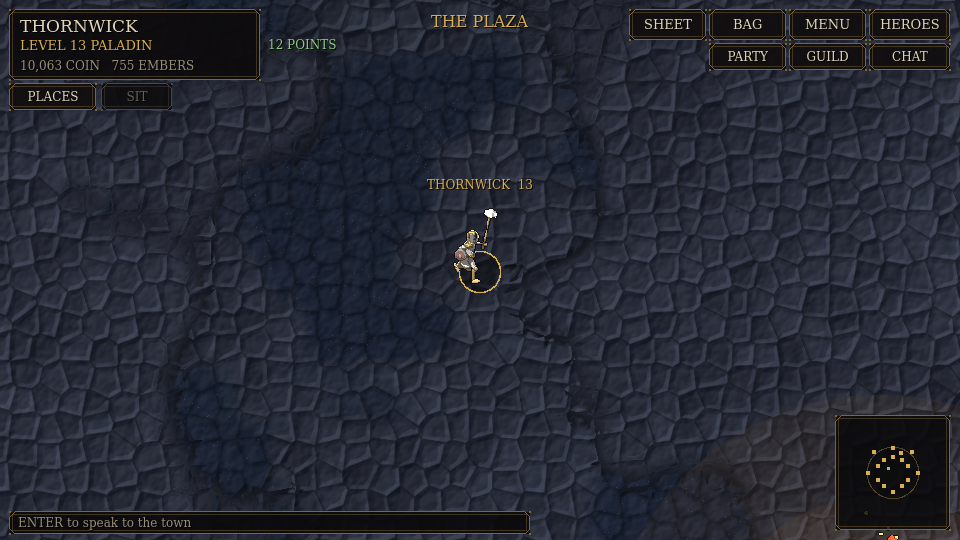 THORNWICK
LEVEL 13 PALADIN
10,063 COIN 755 EMBERS
12 POINTS
THE PLAZA
SHEET
BAG
MENU
HEROES
PARTY
GUILD
CHAT
PLACES
SIT
THORNWICK 13
ENTER to speak to the town